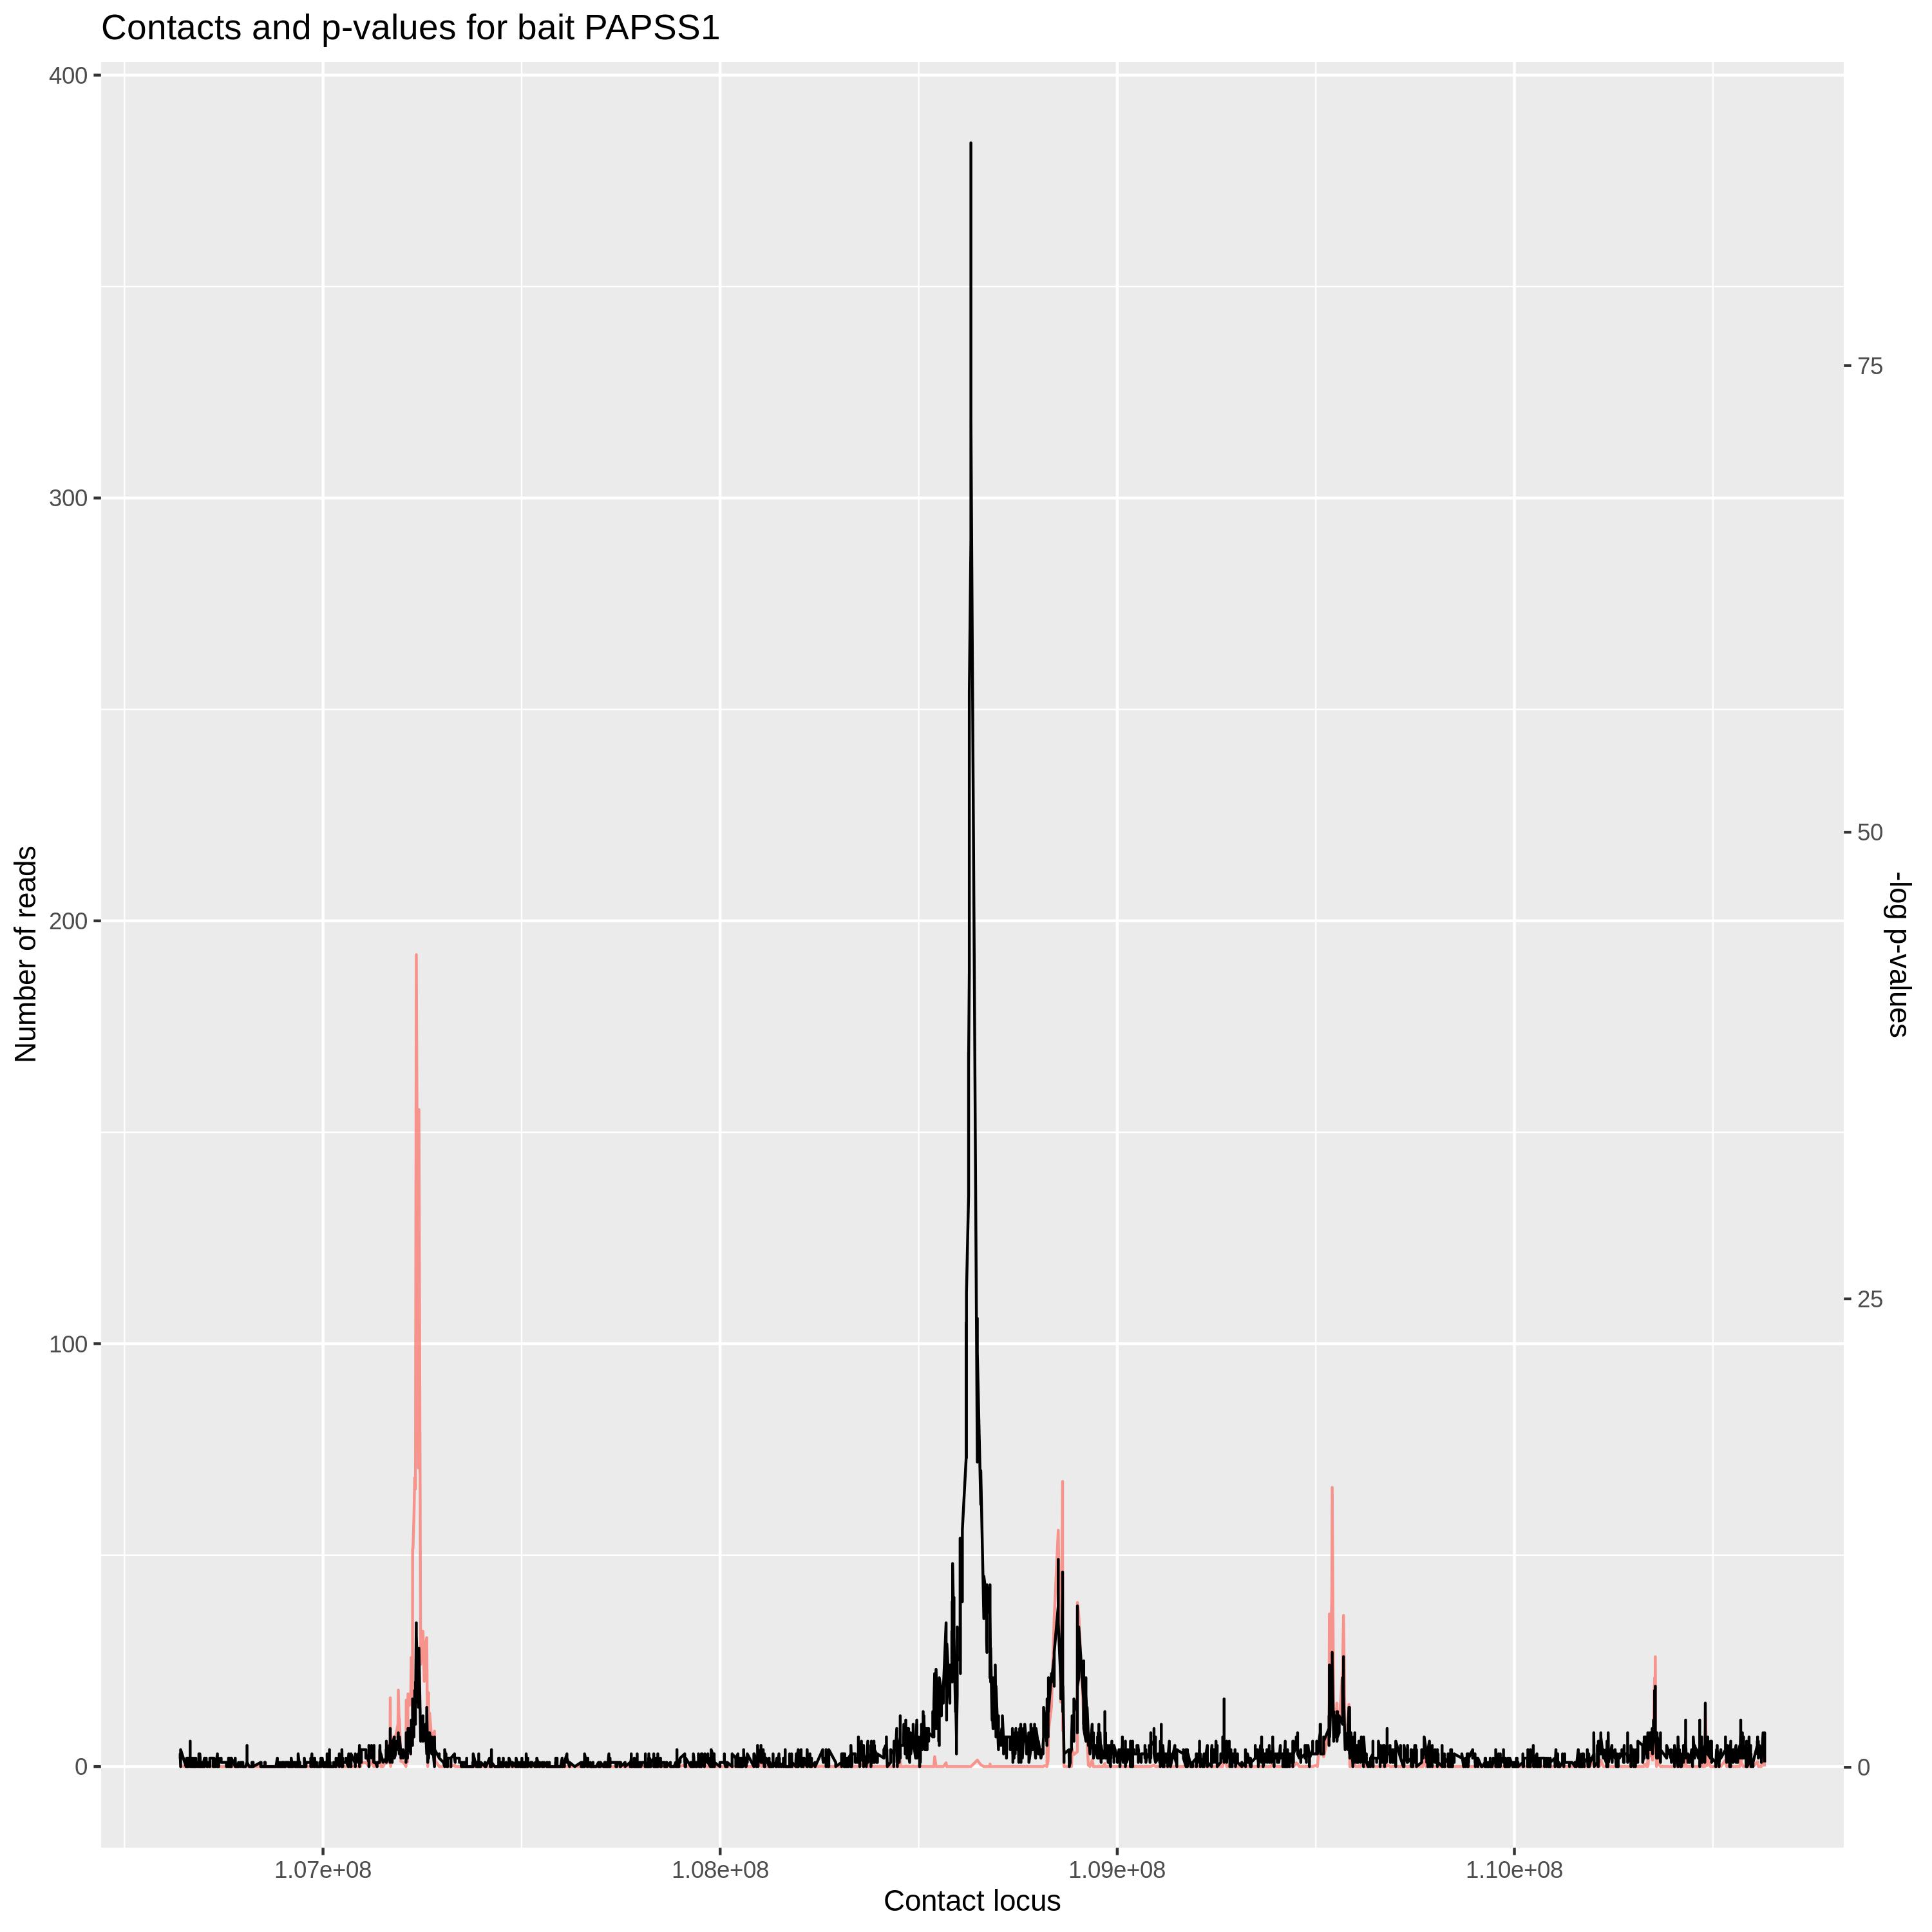 Contacts and p-values for bait PAPSS1
400
300
200
100
0
75
50
25
0
Number of reads
-log p-values
1.07e+08 1.08e+08 1.09e+08 1.10e+08
Contact locus